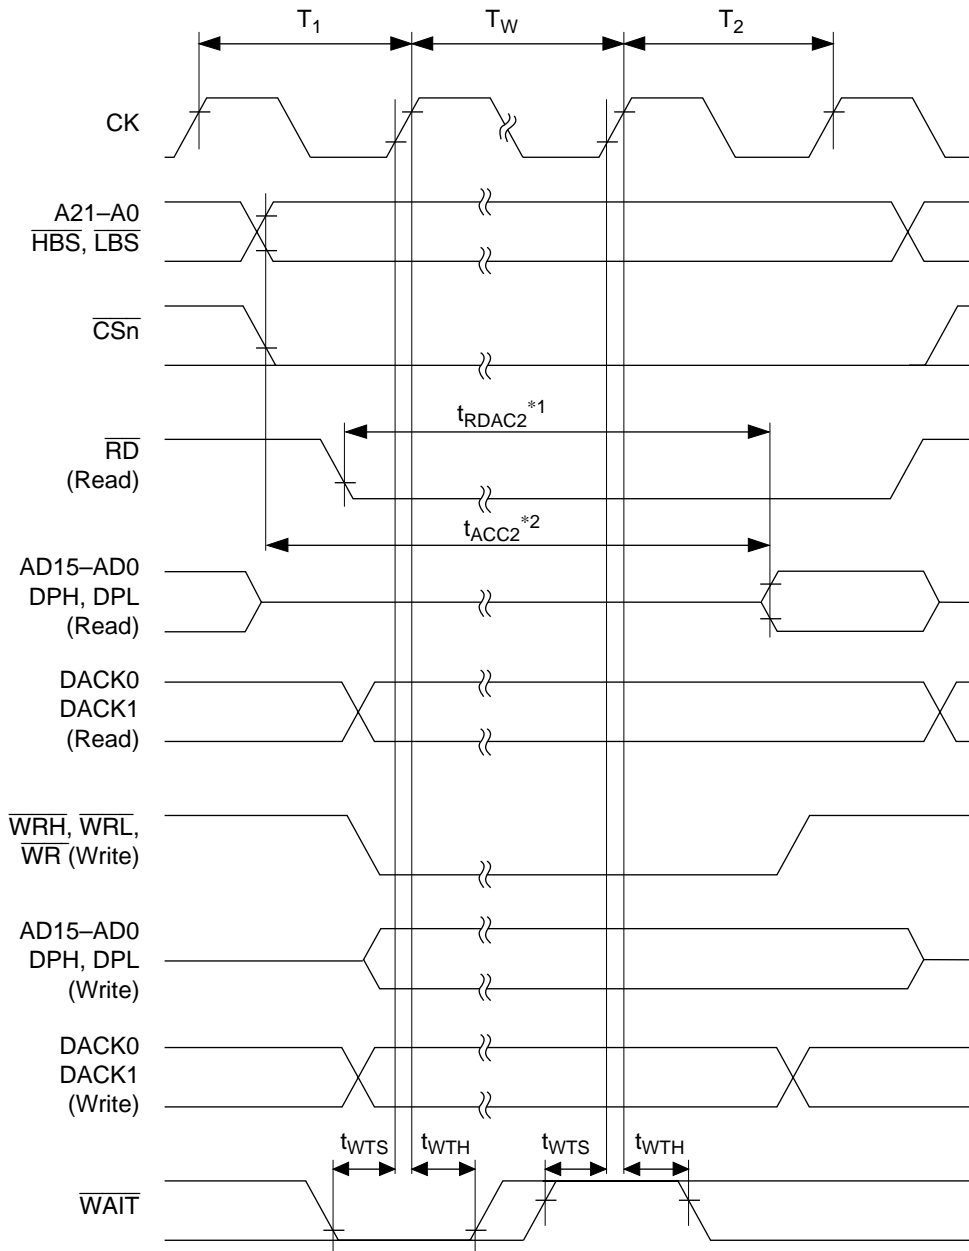 T1 TW T2
CK
A21–A0
HBS, LBS
CSn
tRDAC2*1
RD
(Read)
tACC2*2
AD15–AD0
DPH, DPL
(Read)
DACK0
DACK1
(Read)
WRH, WRL,
WR (Write)
AD15–AD0
DPH, DPL
(Write)
DACK0
DACK1
(Write)
tWTS tWTH tWTS tWTH
WAIT